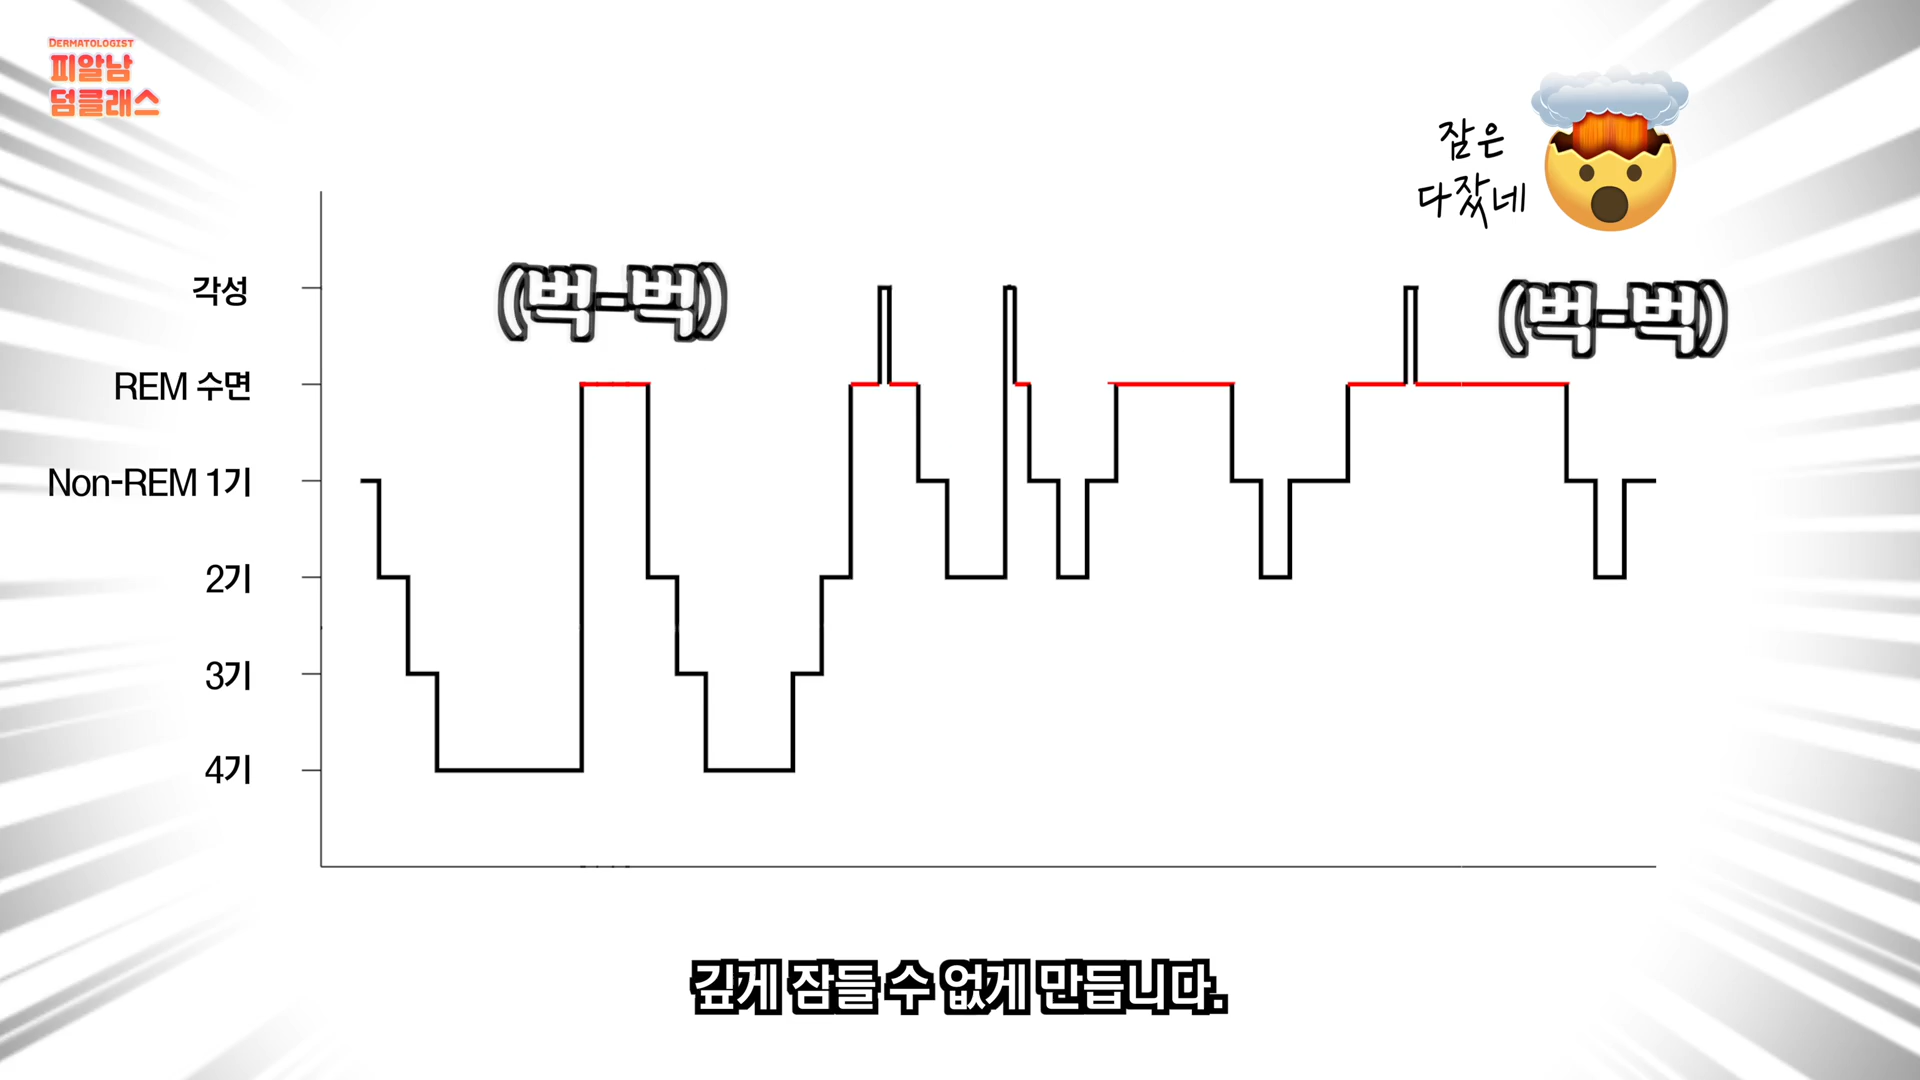 DERMATOLOGIST
피알남
덤클래스
잠은
다잤네
(벅-벅)
(벅-벅)
각성
REM 수면
Non-REM 1기
2기
3기
4기
깊게 잠들 수 없게 만듭니다.